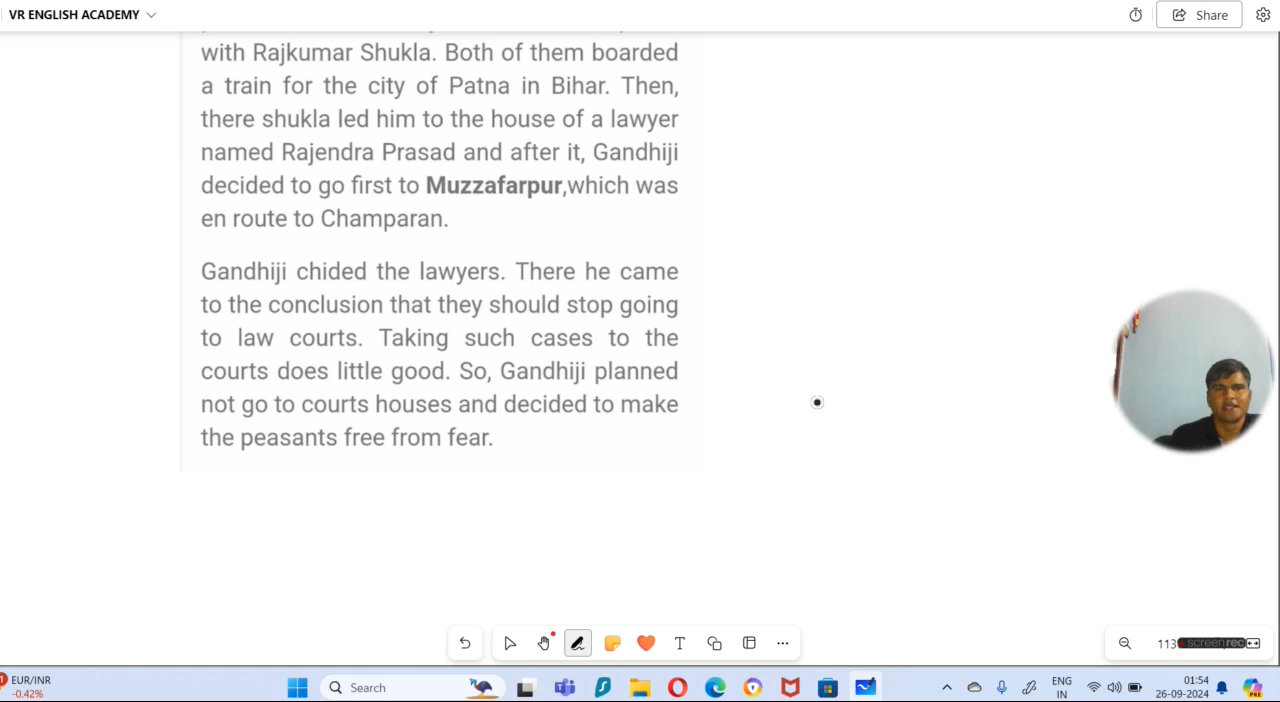 VR ENGLISH ACADEMY
Share
with Rajkumar Shukla. Both of them boarded
a train for the city of Patna in Bihar. Then,
there shukla led him to the house of a lawyer
named Rajendra Prasad and after it, Gandhiji
decided to go first to Muzzafarpur,which was
en route to Champaran.
Gandhiji chided the lawyers. There he came
to the conclusion that they should stop going
to law courts. Taking such cases to the
courts does little good. So, Gandhiji planned
not go to courts houses and decided to make
the peasants free from fear.
113
screenrec
1
EUR/INR
-0.42%
Search
ENG
IN
01:54
26-09-2024
PRE